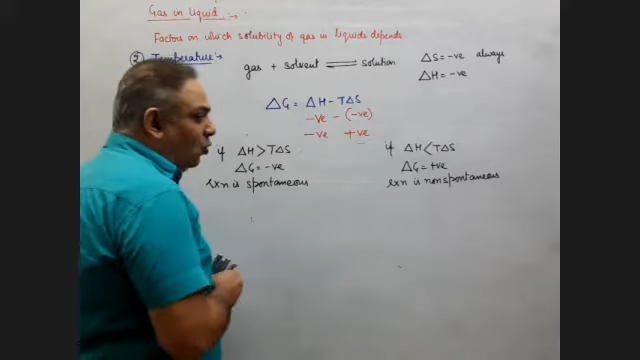 Gas in liquid :-
Factors on which solubility of gas in liquids depends.
② Temperature :-
gas + solvent ⇌ solution
ΔS = -ve always
ΔH = -ve
ΔG = ΔH - TΔS
-ve - (-ve)
-ve +ve
if ΔH > TΔS
ΔG = -ve
rxn is spontaneous
if ΔH < TΔS
ΔG = +ve
rxn is nonspontaneous